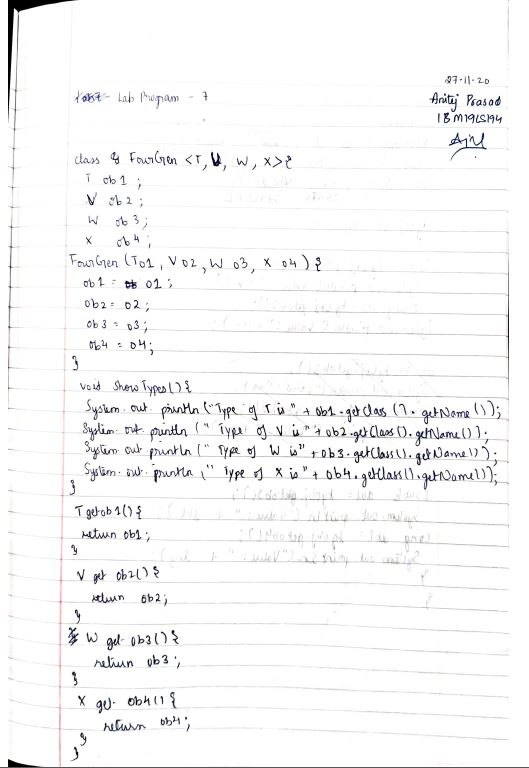 27-11-20
Lab Program - 7
Anitej Prasad
1BM19CS194
class FourGen <T, V, W, X>{
T ob1 ;
V ob2 ;
W ob3 ;
X ob4 ;
FourGen (T o1, V o2, W o3, X o4) {
ob1 = o1 ;
ob2 = o2 ;
ob3 = o3 ;
ob4 = o4 ;
}
void ShowTypes() {
System.out.println ("Type of T is " + ob1.getClass ().getName ());
System.out.println (" Type of V is " + ob2.getClass().getName());
System.out println (" Type of W is" + ob3.getClass().getName());
System.out.println (" Type of X is " + ob4.getClass().getName());
}
T getob1() {
return ob1;
}
V get ob2() {
return ob2;
}
W get ob3() {
return ob3 ;
}
X get ob4() {
return ob4;
}
}